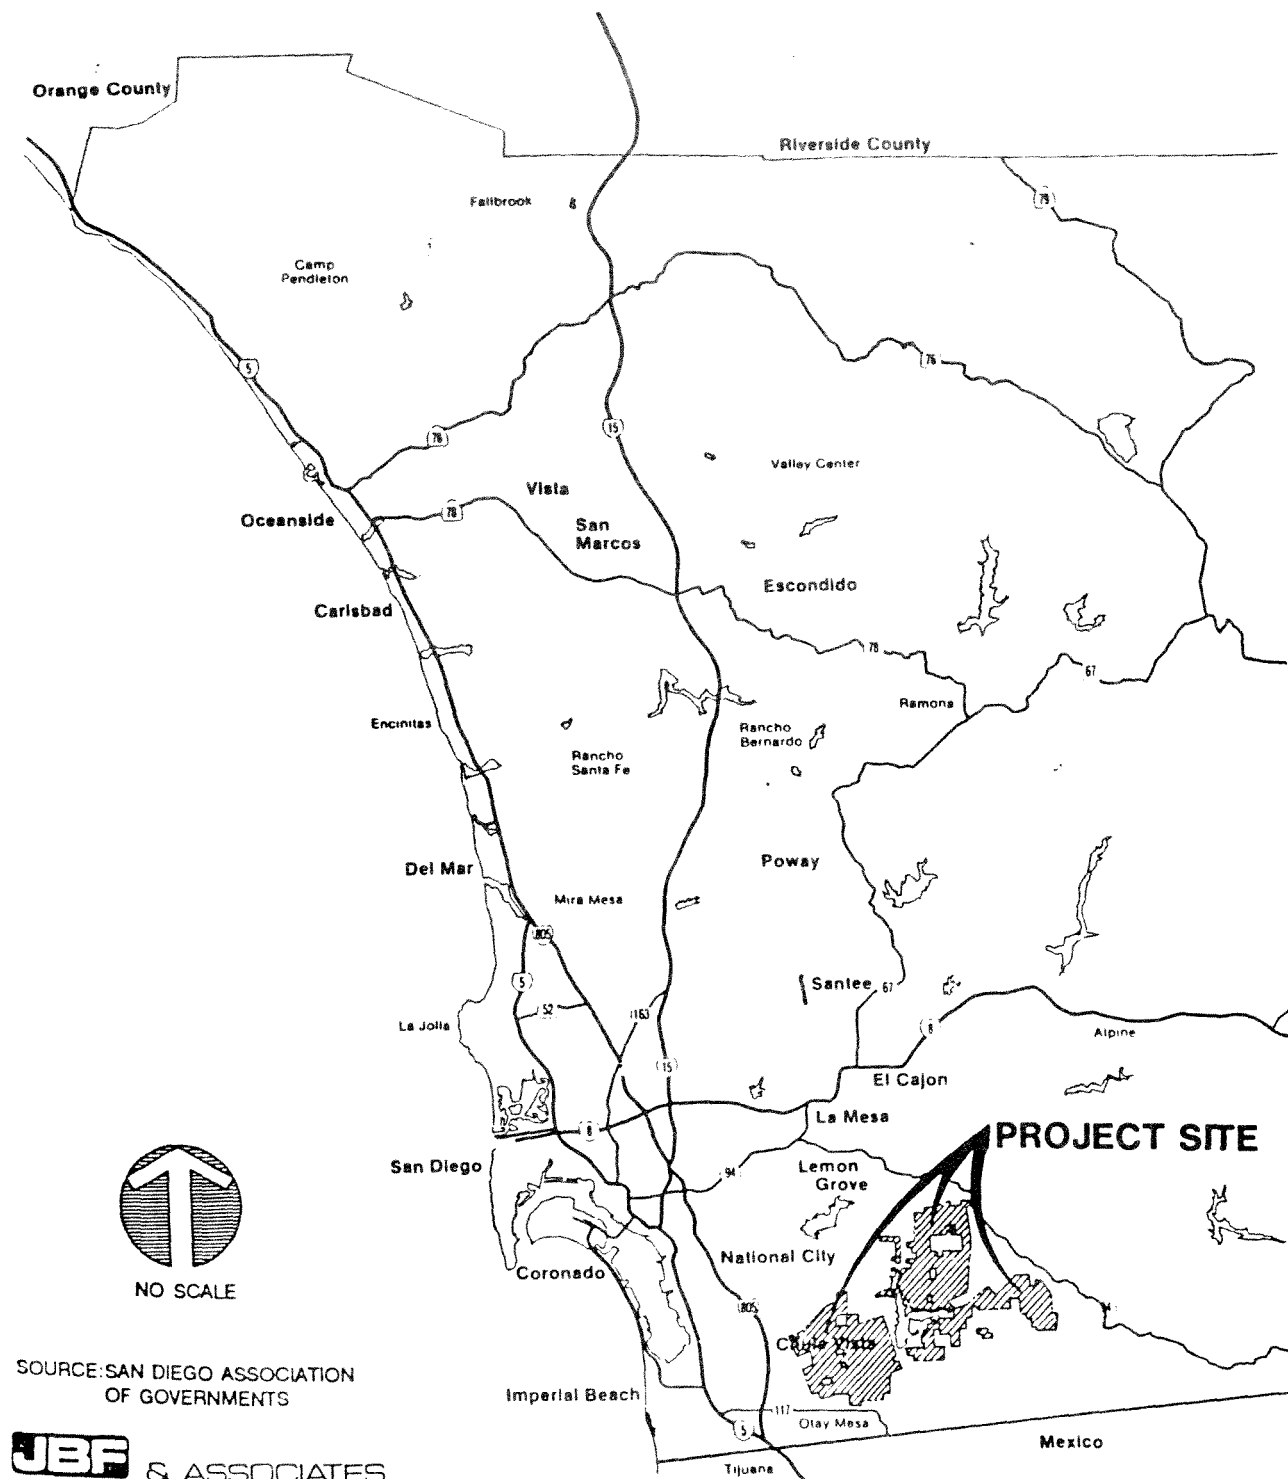 Orange County
Riverside County
79
Fallbrook
Camp
Pendleton
5
76
76
15
Valley Center
Vista
78
Oceanside
San
Marcos
Escondido
Carlsbad
78
67
Ramona
Encinitas
Rancho
Bernardo
Rancho
Santa Fe
Poway
Del Mar
Mira Mesa
805
5
Santee
67
52
163
La Jolla
8
Alpine
15
El Cajon
La Mesa
8
PROJECT SITE
San Diego
94
Lemon
Grove
National City
Coronado
NO SCALE
805
94
Chula Vista
SOURCE:SAN DIEGO ASSOCIATION
OF GOVERNMENTS
Imperial Beach
117
Otay Mesa
5
Mexico
Tijuana
JBF & ASSOCIATES